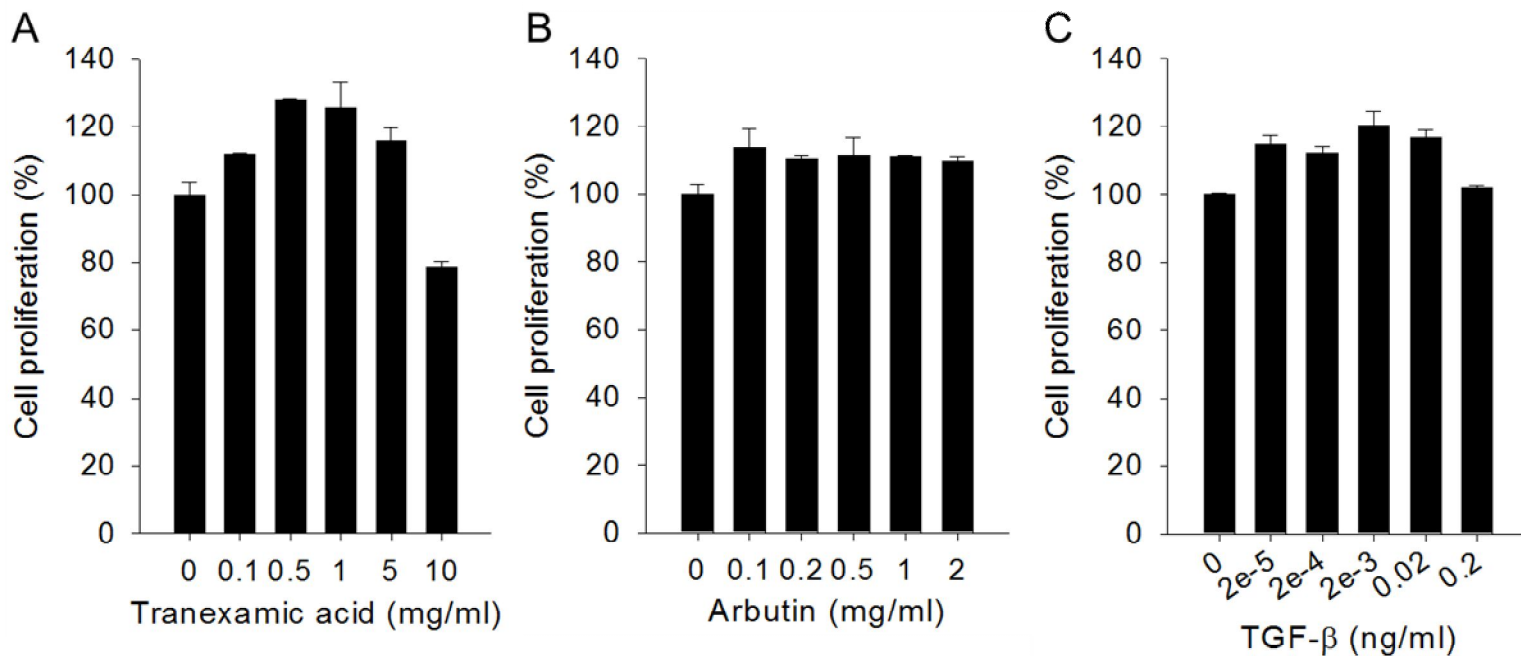 A
Cell proliferation (%)
140
120
100
80
60
40
20
0
0 0.1 0.5 1 5 10
Tranexamic acid (mg/ml)
B
Cell proliferation (%)
140
120
100
80
60
40
20
0
0 0.1 0.2 0.5 1 2
Arbutin (mg/ml)
C
Cell proliferation (%)
140
120
100
80
60
40
20
0
0 2e-5 2e-4 2e-3 0.02 0.2
TGF-β (ng/ml)